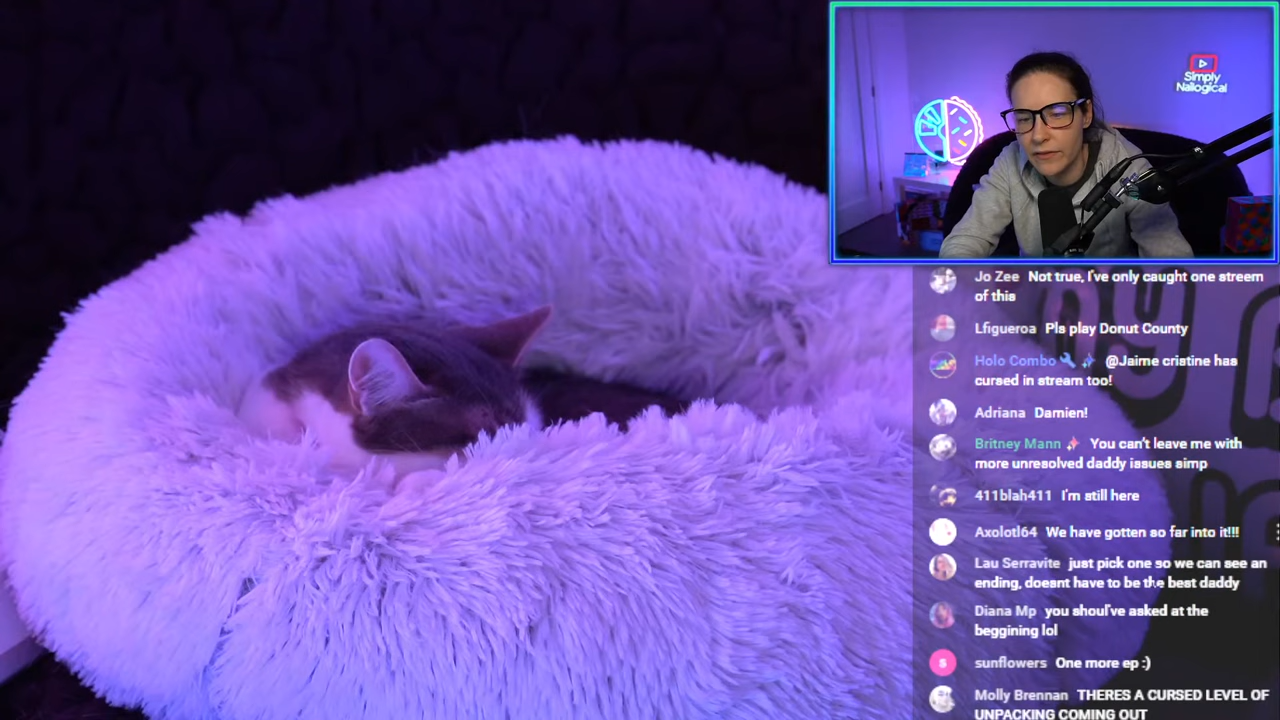 Simply
Nailogical
Jo Zee Not true, I've only caught one streem
of this
Lfigueroa Pls play Donut County
Holo Combo @Jaime cristine has
cursed in stream too!
Adriana Damien!
Britney Mann You can't leave me with
more unresolved daddy issues simp
411blah411 I'm still here
Axolotl64 We have gotten so far into it!!!
Lau Serravite just pick one so we can see an
ending, doesnt have to be the best daddy
Diana Mp you shoul've asked at the
beggining lol
s
sunflowers One more ep :)
Molly Brennan THERES A CURSED LEVEL OF
UNPACKING COMING OUT